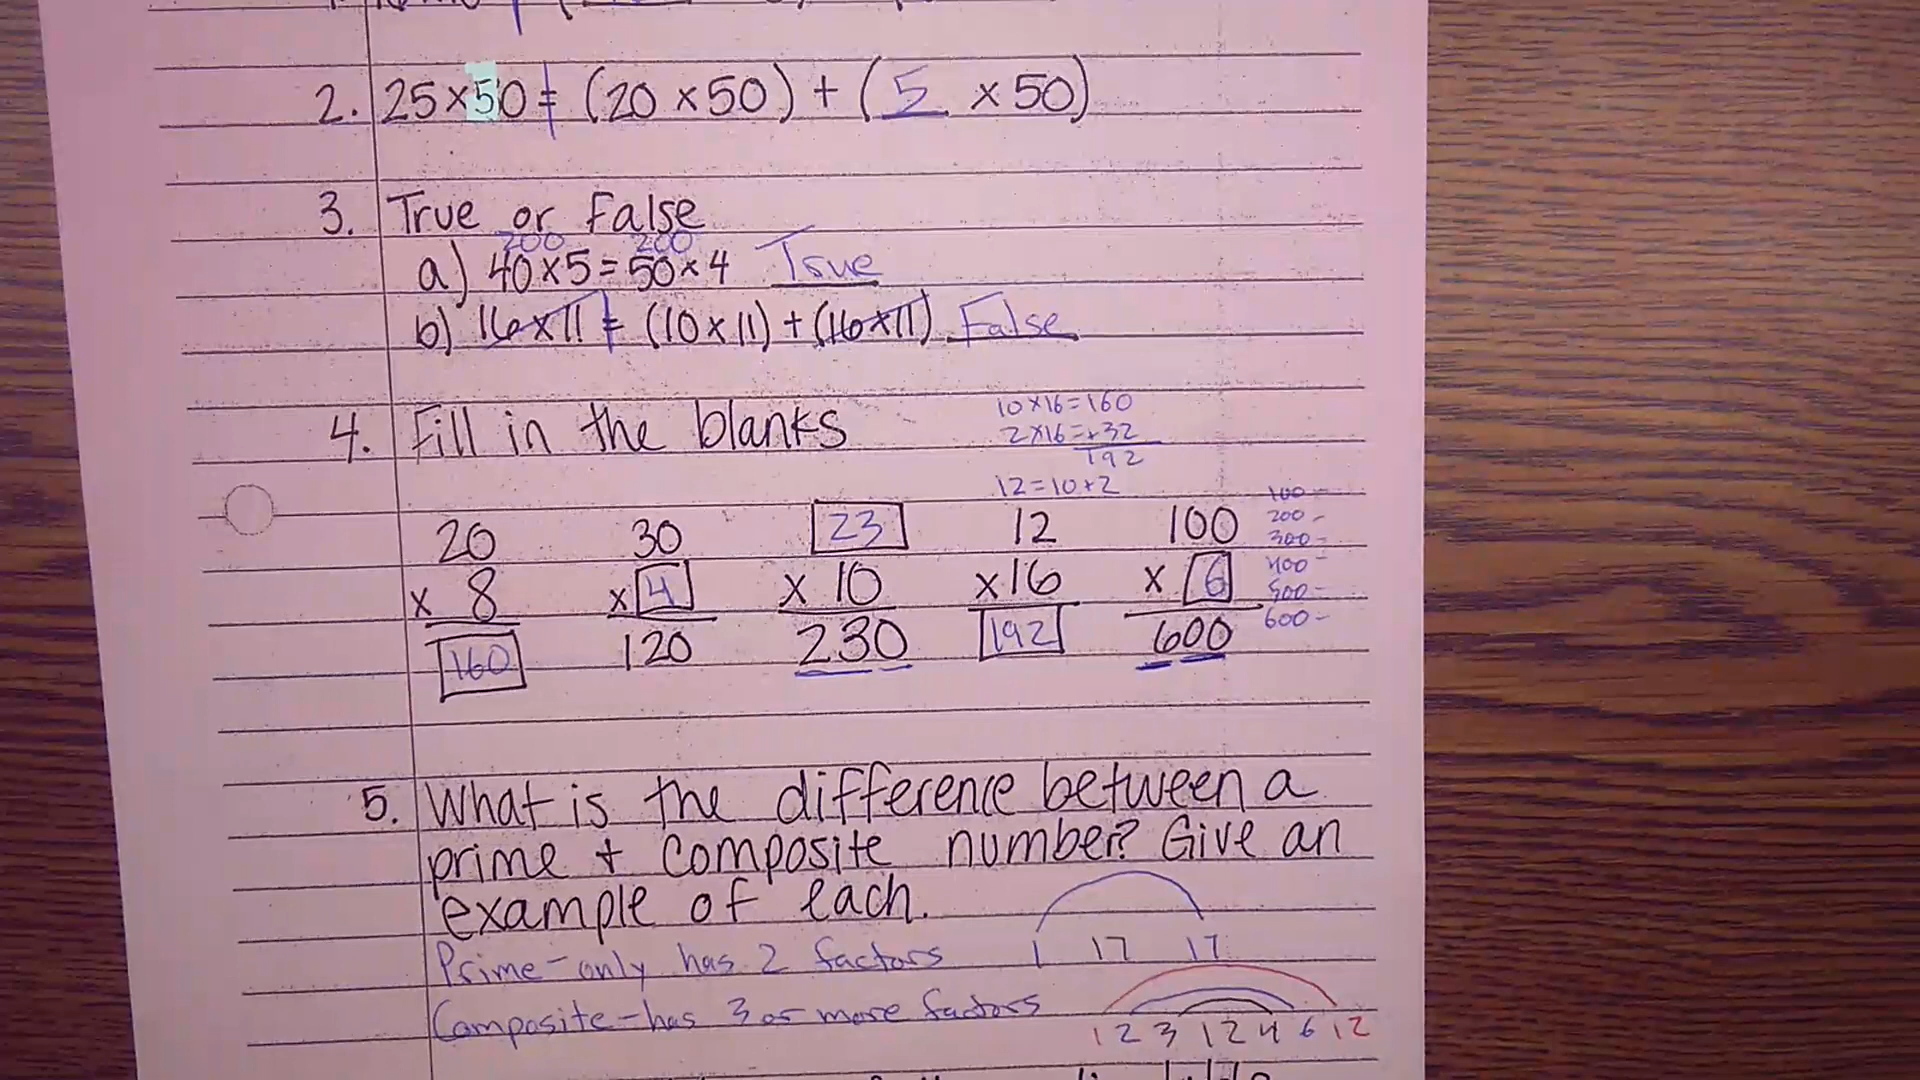 2. 25×50 = (20 × 50) + ( 5 × 50)
3. True or False
200 200
a) 40×5 = 50×4 True
b) 16×11 = (10×11) + (16×11) False
10×16=160
4. Fill in the blanks
2×16=+32
192
12=10+2
100-
20 30 23 12 100
200-
300-
× 8 × 4 × 10 ×16 × 6
400-
500-
160 120 230 192 600
600-
5. What is the difference between a
prime + composite number? Give an
example of each.
Prime-only has 2 factors 1 17 17
Composite-has 3 or more factors
1 2 3 12 4 6 12